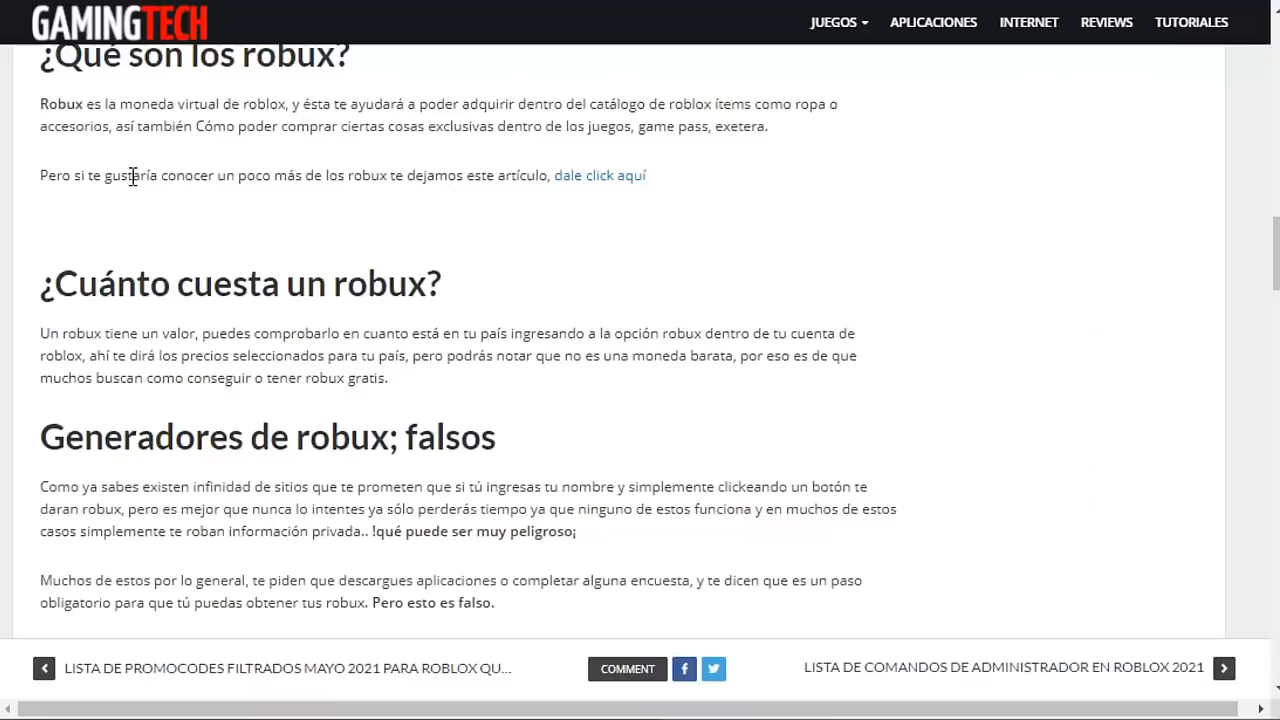 GAMINGTECH
JUEGOS APLICACIONES INTERNET REVIEWS TUTORIALES
¿Qué son los robux?
Robux es la moneda virtual de roblox, y ésta te ayudará a poder adquirir dentro del catálogo de roblox ítems como ropa o
accesorios, así también Cómo poder comprar ciertas cosas exclusivas dentro de los juegos, game pass, exetera.
Pero si te gustaría conocer un poco más de los robux te dejamos este artículo, dale click aquí
¿Cuánto cuesta un robux?
Un robux tiene un valor, puedes comprobarlo en cuanto está en tu país ingresando a la opción robux dentro de tu cuenta de
roblox, ahí te dirá los precios seleccionados para tu país, pero podrás notar que no es una moneda barata, por eso es de que
muchos buscan como conseguir o tener robux gratis.
Generadores de robux; falsos
Como ya sabes existen infinidad de sitios que te prometen que si tú ingresas tu nombre y simplemente clickeando un botón te
daran robux, pero es mejor que nunca lo intentes ya sólo perderás tiempo ya que ninguno de estos funciona y en muchos de estos
casos simplemente te roban información privada.. !qué puede ser muy peligroso¡
Muchos de estos por lo general, te piden que descargues aplicaciones o completar alguna encuesta, y te dicen que es un paso
obligatorio para que tú puedas obtener tus robux. Pero esto es falso.
LISTA DE PROMOCODES FILTRADOS MAYO 2021 PARA ROBLOX QU... COMMENT LISTA DE COMANDOS DE ADMINISTRADOR EN ROBLOX 2021